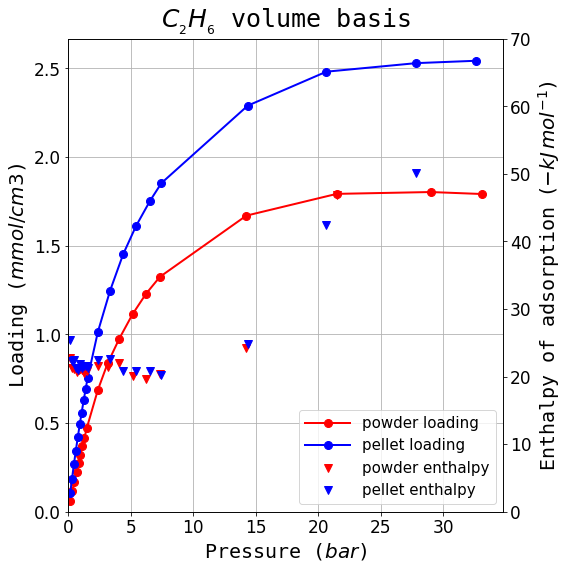 C₂H₆ volume basis
Loading (mmol/cm3)
0.0
0.5
1.0
1.5
2.0
2.5
0
5
10
15
20
25
30
Pressure (bar)
0
10
20
30
40
50
60
70
Enthalpy of adsorption (−kJmol⁻¹)
powder loading
pellet loading
powder enthalpy
pellet enthalpy